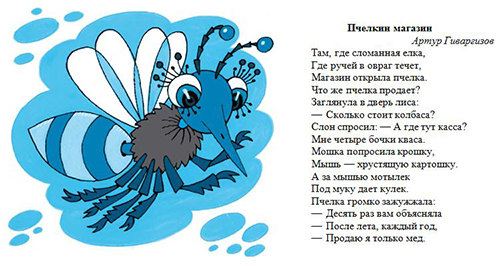 Пчелкин магазин
Артур Гиваргизов
Там, где сломанная елка,
Где ручей в овраг течет,
Магазин открыла пчелка.
Что же пчелка продает?
Заглянула в дверь лиса:
— Сколько стоит колбаса?
Слон спросил: — А где тут касса?
Мне четыре бочки кваса.
Мошка попросила крошку,
Мышь — хрустящую картошку.
А за мышью мотылек
Под муку дает кулек.
Пчелка громко зажужжала:
— Десять раз вам объясняла
— После лета, каждый год,
— Продаю я только мед.